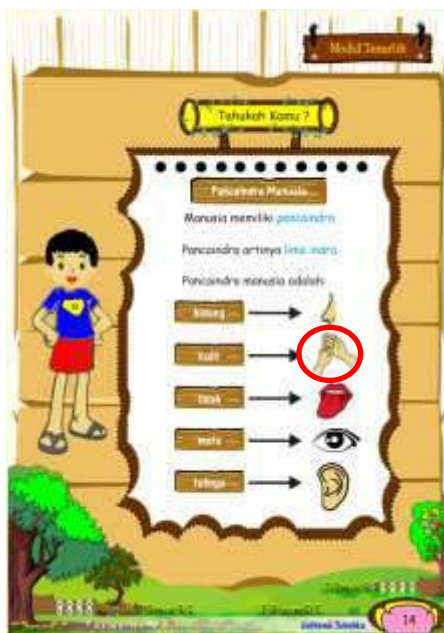 Modul Tematik
Tahukah Kamu ?
Pancaindra Manusia
Manusia memiliki pancaindra
Pancaindra artinya lima indra.
Pancaindra manusia adalah:
hidung
kulit
lidah
mata
telinga
14